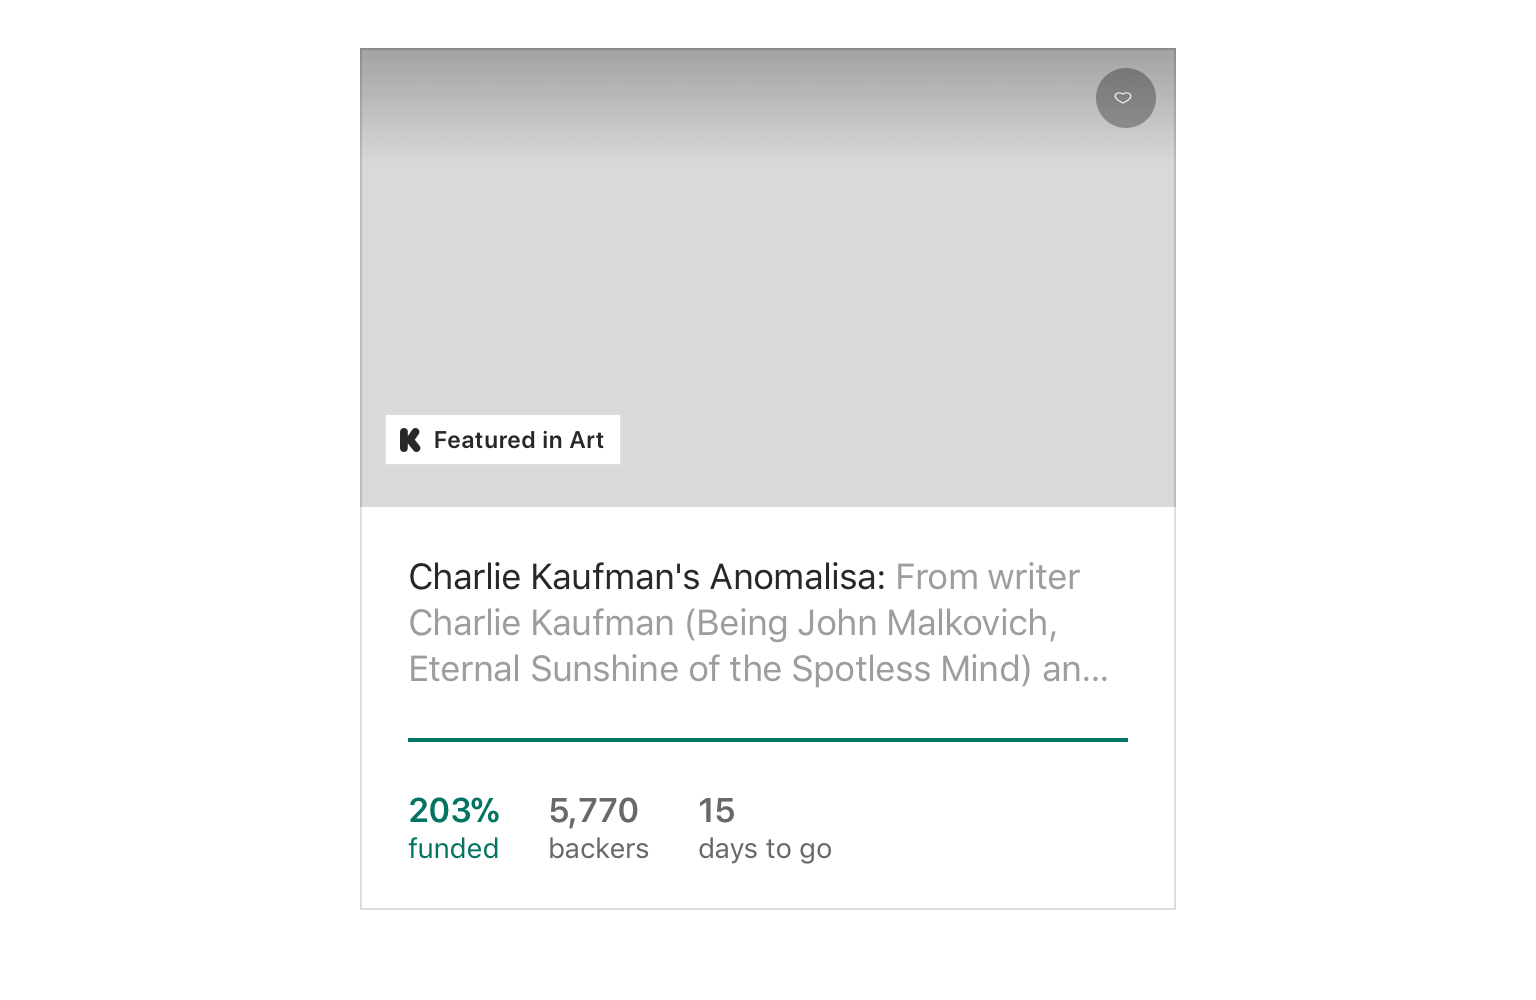 Featured in Art
Charlie Kaufman's Anomalisa: From writer
Charlie Kaufman (Being John Malkovich,
Eternal Sunshine of the Spotless Mind) an...
203% 5,770 15
funded backers days to go